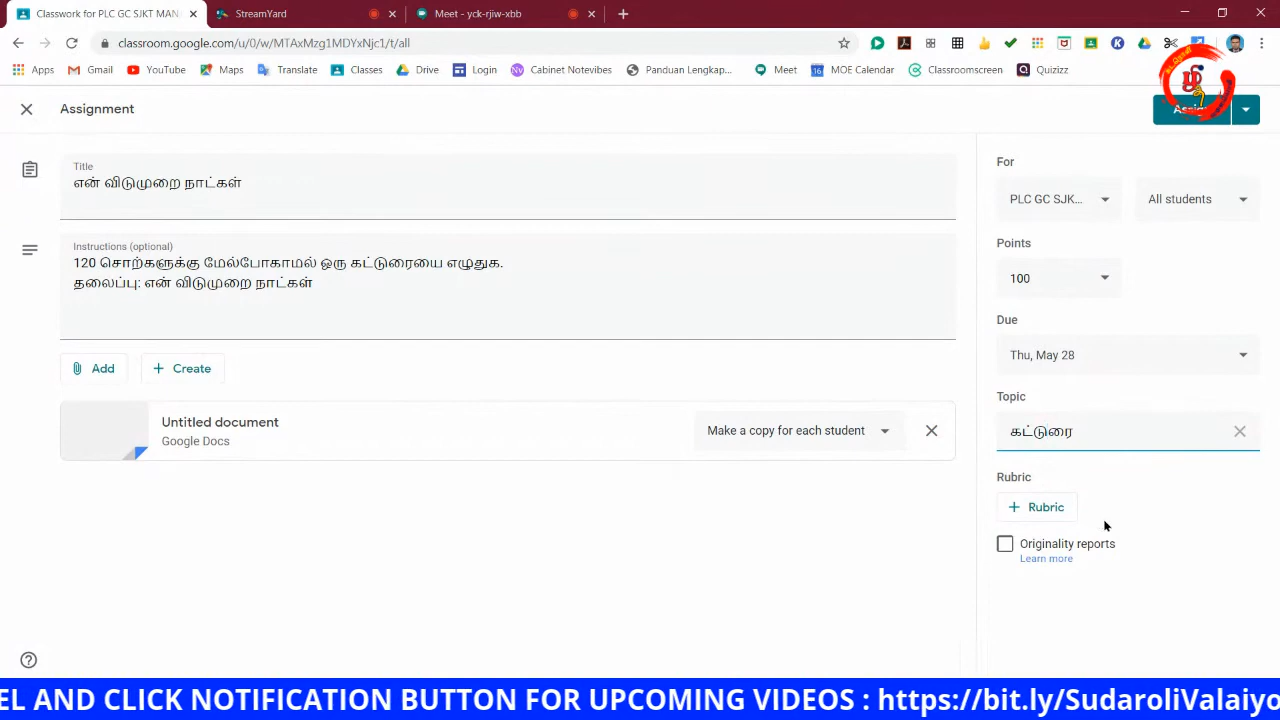 Classwork for PLC GC SJKT MAN
StreamYard
Meet - yck-rjiw-xbb
classroom.google.com/u/0/w/MTAxMzg1MDYxNjc1/t/all
Apps
Gmail
YouTube
Maps
Translate
Classes
Drive
Login
Cabinet Notevibes
Panduan Lengkap...
Meet
MOE Calendar
Classroomscreen
Quizizz
Assignment
Title
என் விடுமுறை நாட்கள்
Instructions (optional)
120 சொற்களுக்கு மேல்போகாமல் ஒரு கட்டுரையை எழுதுக.
தலைப்பு: என் விடுமுறை நாட்கள்
Add
Create
Untitled document
Google Docs
Make a copy for each student
For
PLC GC SJK...
All students
Points
100
Due
Thu, May 28
Topic
கட்டுரை
Rubric
Rubric
Originality reports
Learn more
EL AND CLICK NOTIFICATION BUTTON FOR UPCOMING VIDEOS : https://bit.ly/SudaroliValaiyo